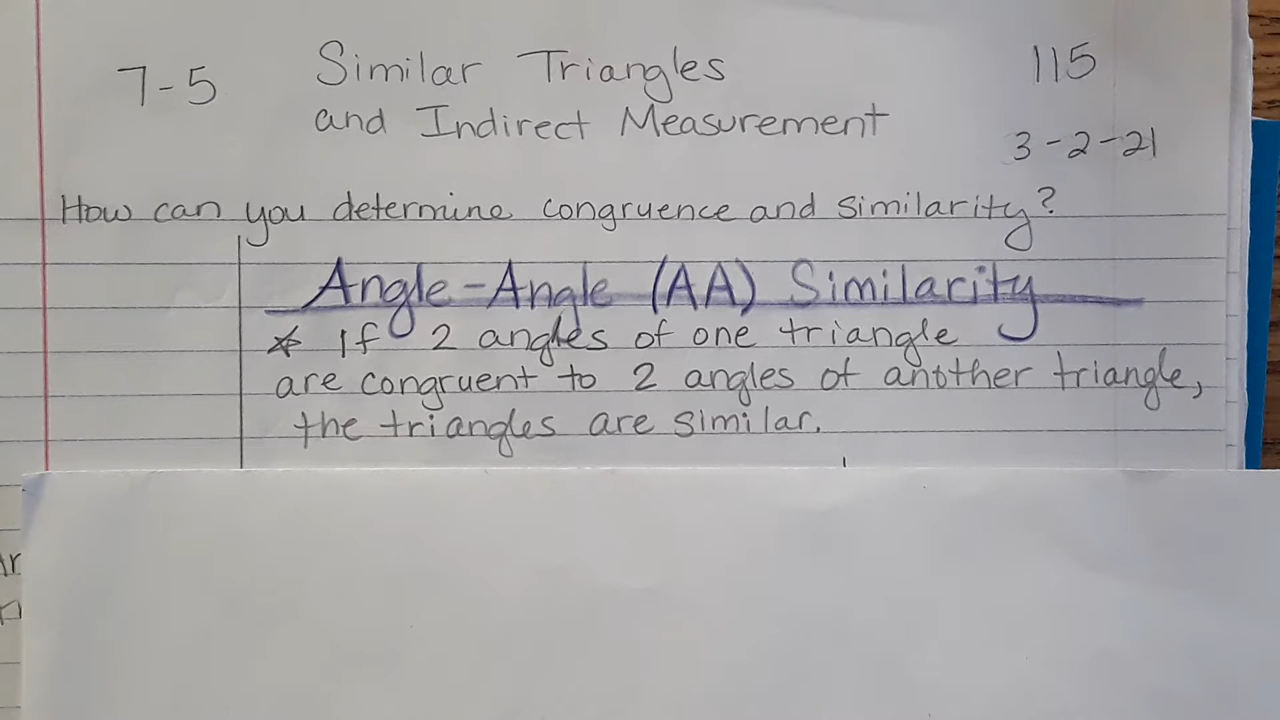 7-5 Similar Triangles 115
and Indirect Measurement
3-2-21
How can you determine congruence and similarity?
Angle-Angle (AA) Similarity
* If 2 angles of one triangle
are congruent to 2 angles of another triangle,
the triangles are similar.